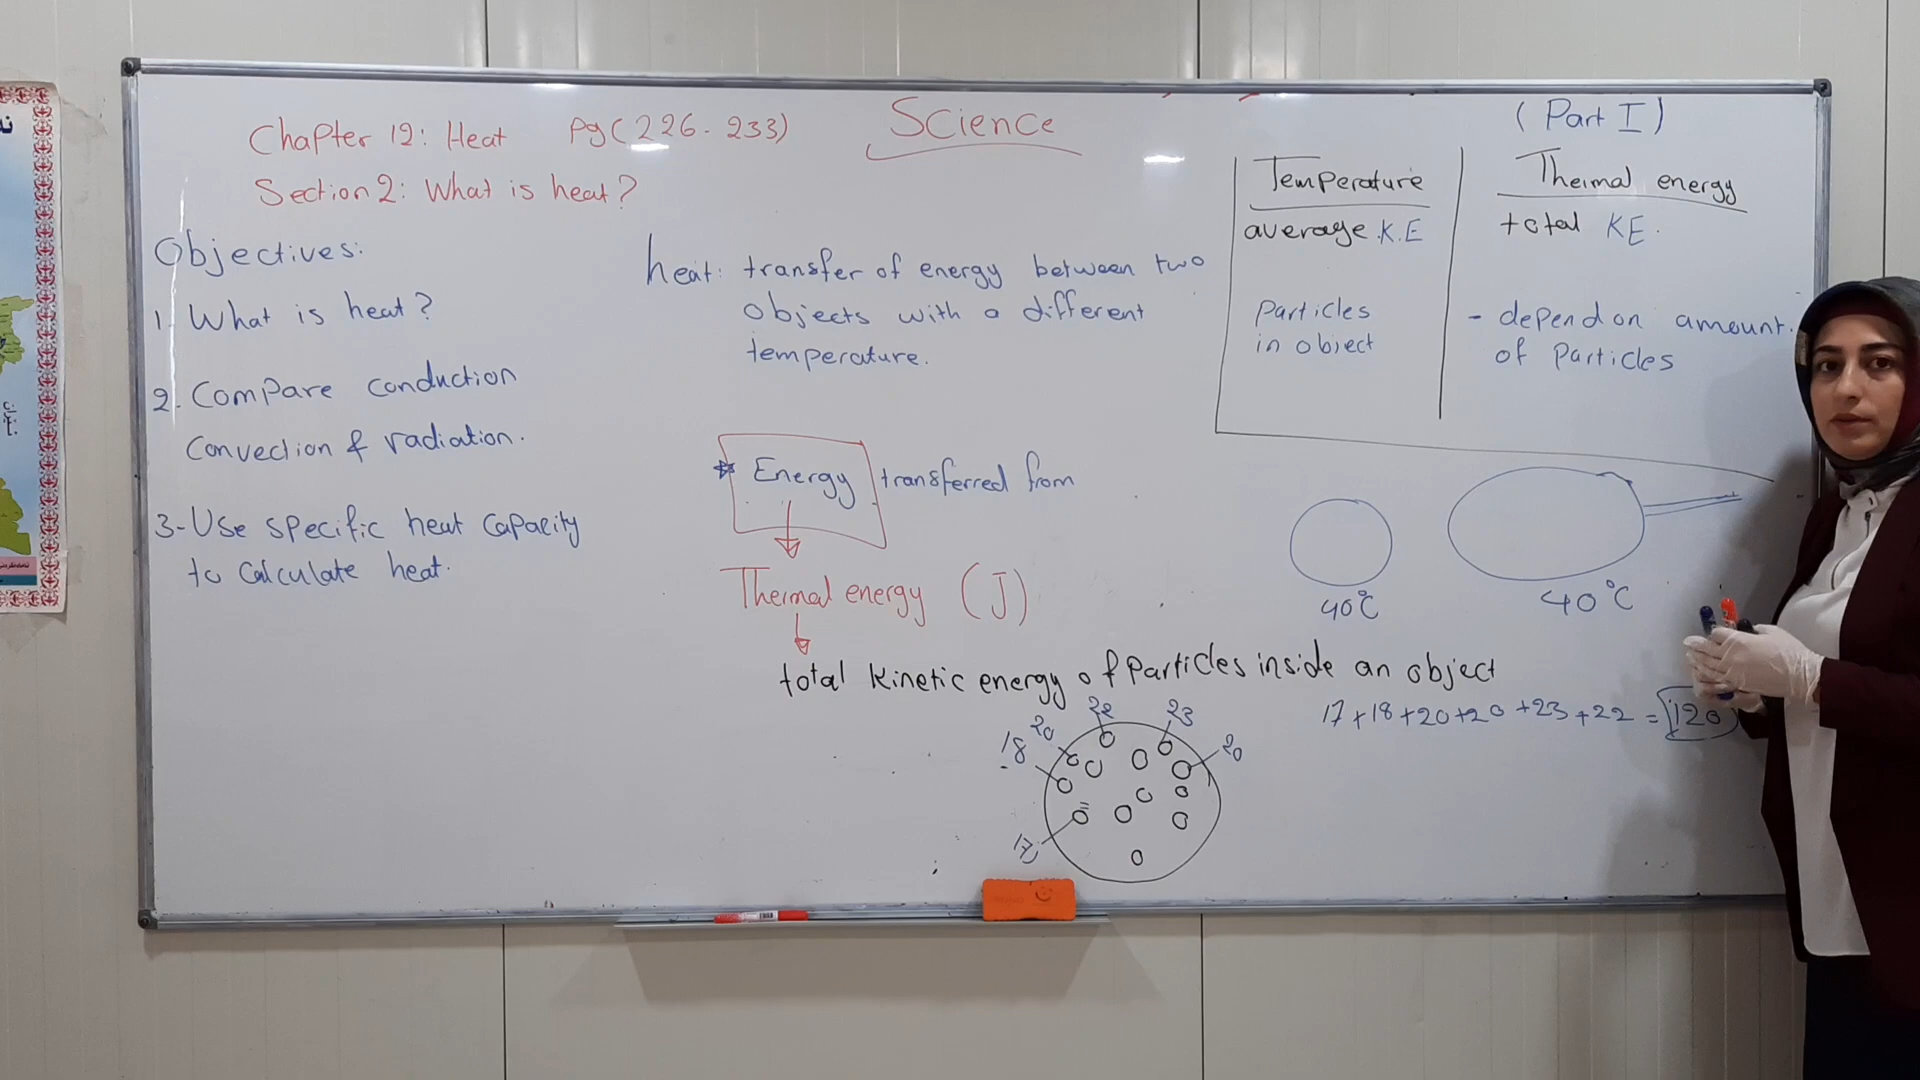 Science
(Part I)
Chapter 12: Heat pg(226-233)
Section 2: What is heat?
Objectives:
1. What is heat?
2. Compare conduction
Convection & radiation.
3-Use specific heat capacity
to calculate heat.
heat: transfer of energy between two
objects with a different
temperature.
* Energy transferred from
Thermal energy (J)
total kinetic energy of particles inside an object
Temperature
average K.E
particles
in object
Thermal energy
total KE.
- depend on amount.
of particles
40°C
40°C
17+18+20+20+23+22=120
22
23
20
18
20
17